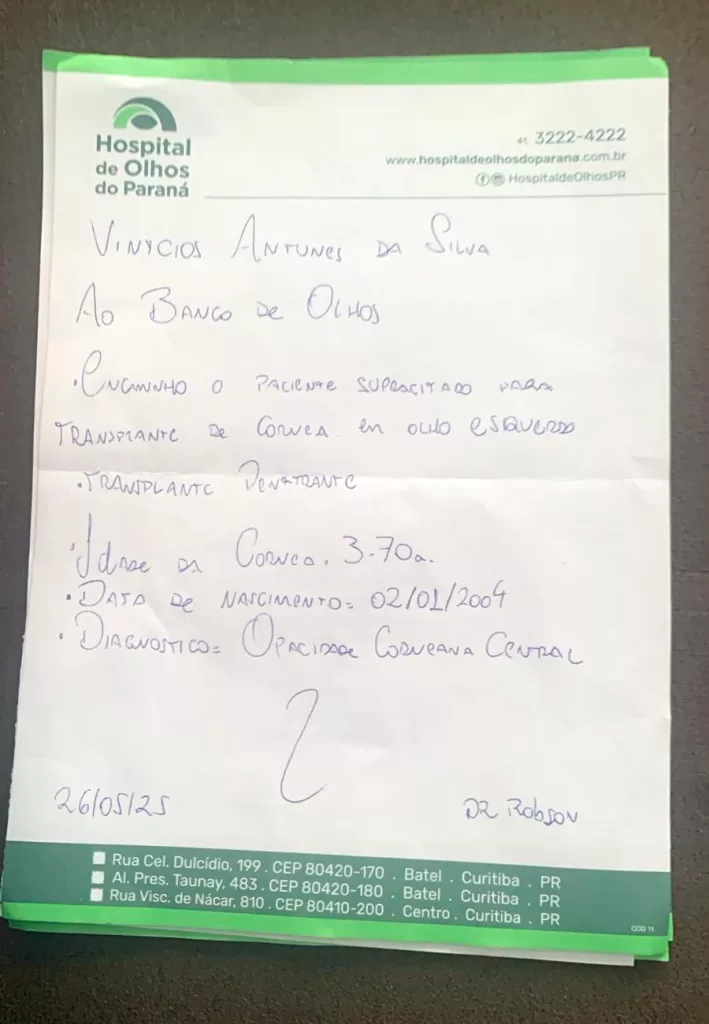 Hospital
de Olhos
do Paraná
41. 3222-4222
www.hospitaldeolhosdoparana.com.br
HospitaldeOlhosPR
VINYCIOS ANTUNES DA SILVA
AO BANCO DE OLHOS
• ENCAMINHO O PACIENTE SUPRACITADO PARA
TRANSPLANTE DE CÓRNEA EM OLHO ESQUERDO
• TRANSPLANTE PENETRANTE
• IDADE DA CORNEA: 3-70a.
• DATA DE NASCIMENTO= 02/01/2004
• DIAGNOSTICO= OPACIDADE CORNEANA CENTRAL
26/05/25
DR ROBSON
Rua Cel. Dulcídio, 199 . CEP 80420-170 . Batel . Curitiba . PR
Al. Pres. Taunay, 483 . CEP 80420-180 . Batel . Curitiba . PR
Rua Visc. de Nácar, 810 . CEP 80410-200 . Centro . Curitiba . PR
COD 11